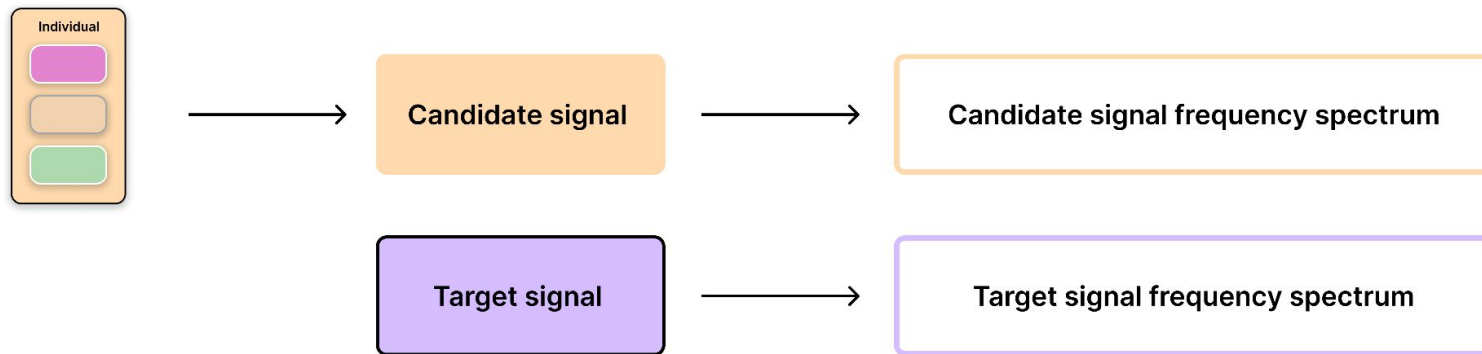 Individual
Candidate signal
Candidate signal frequency spectrum
Target signal
Target signal frequency spectrum